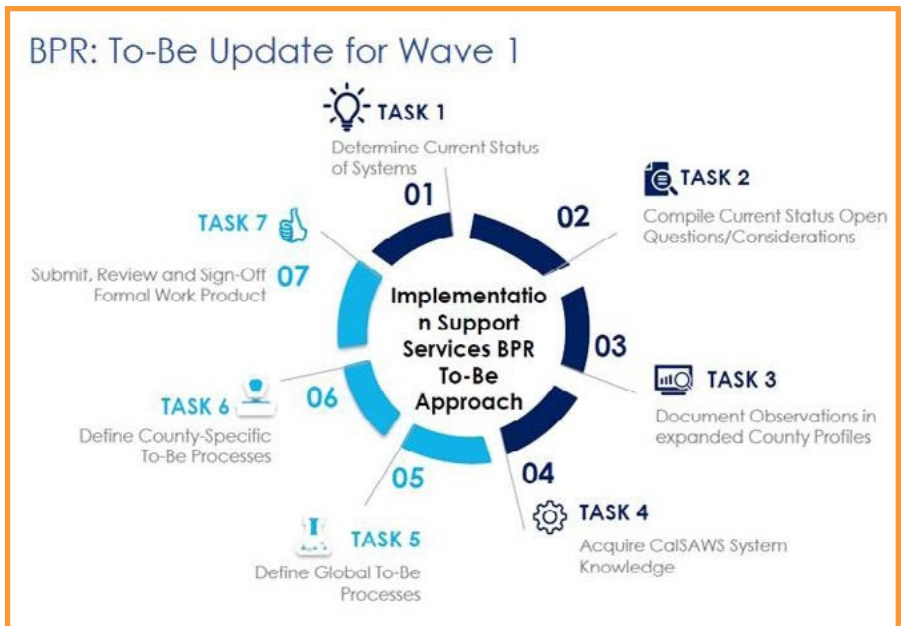 BPR: To-Be Update for Wave 1
TASK 1
Determine Current Status
of Systems
01
TASK 2
02
Compile Current Status Open
Questions/Considerations
03
TASK 3
Document Observations in
expanded County Profiles
04
TASK 4
Acquire CalSAWS System
Knowledge
05
TASK 5
Define Global To-Be
Processes
06
TASK 6
Define County-Specific
To-Be Processes
TASK 7
07
Submit, Review and Sign-Off
Formal Work Product
Implementatio
n Support
Services BPR
To-Be
Approach